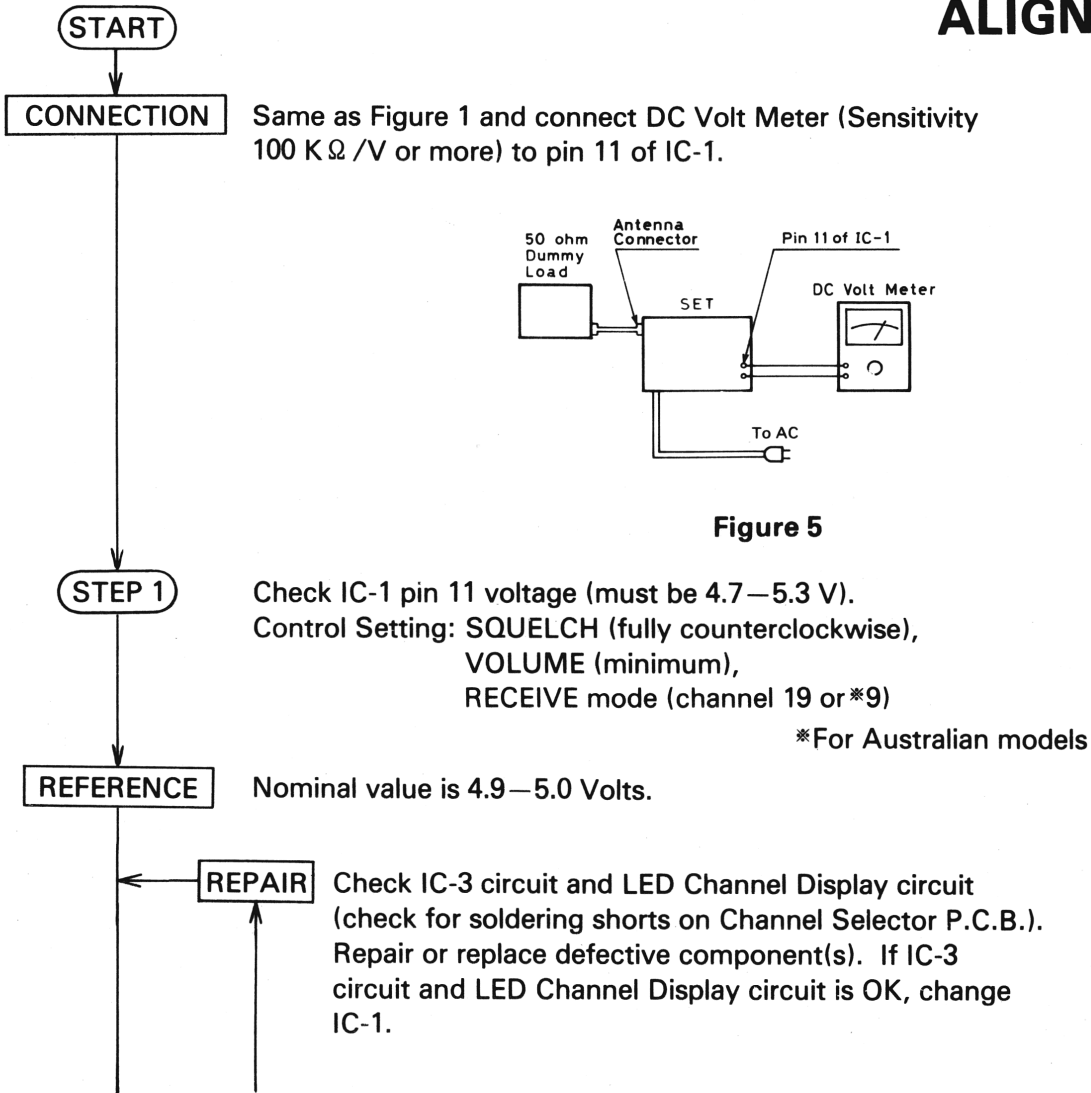 ALIGN
START
CONNECTION
Same as Figure 1 and connect DC Volt Meter (Sensitivity
100 KΩ/V or more) to pin 11 of IC-1.
50 ohm
Dummy
Load
Antenna
Connector
Pin 11 of IC-1
SET
DC Volt Meter
To AC
Figure 5
STEP 1
Check IC-1 pin 11 voltage (must be 4.7—5.3 V).
Control Setting: SQUELCH (fully counterclockwise),
VOLUME (minimum),
RECEIVE mode (channel 19 or ※9)
※For Australian models
REFERENCE
Nominal value is 4.9—5.0 Volts.
REPAIR
Check IC-3 circuit and LED Channel Display circuit
(check for soldering shorts on Channel Selector P.C.B.).
Repair or replace defective component(s). If IC-3
circuit and LED Channel Display circuit is OK, change
IC-1.